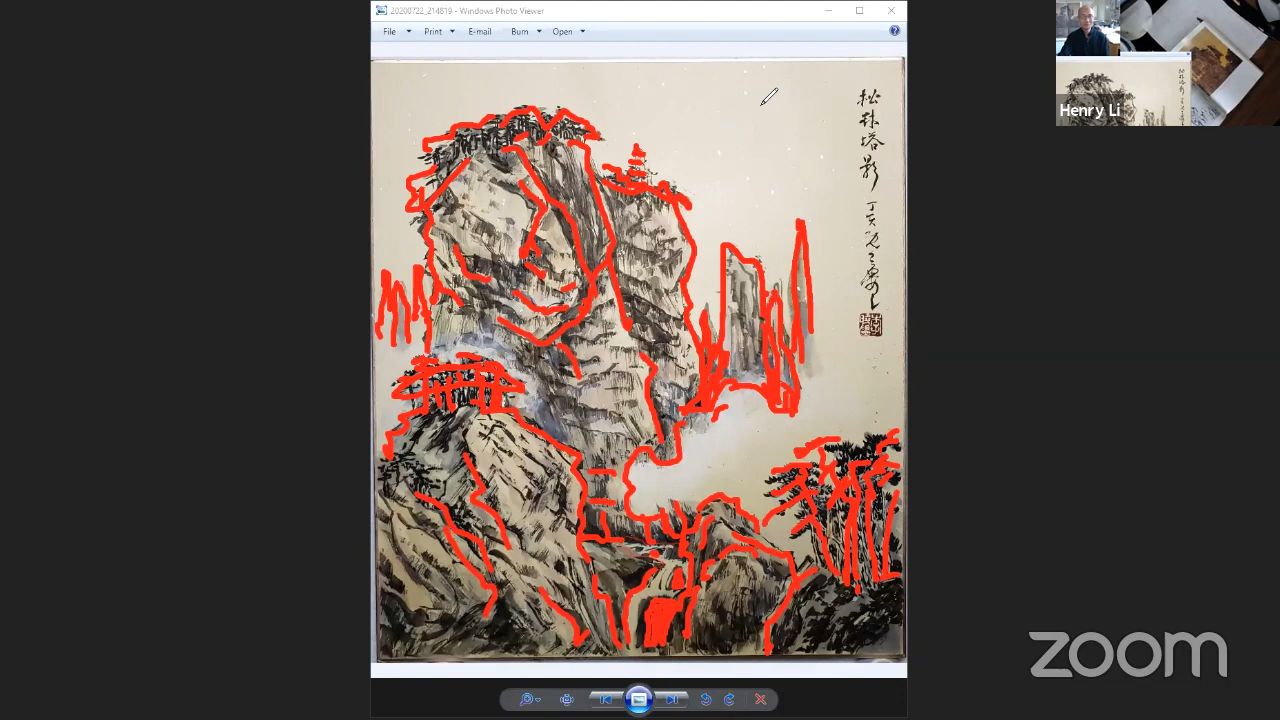 20200722_214819 - Windows Photo Viewer
File Print E-mail Burn Open
松林塔影
Henry Li
zoom